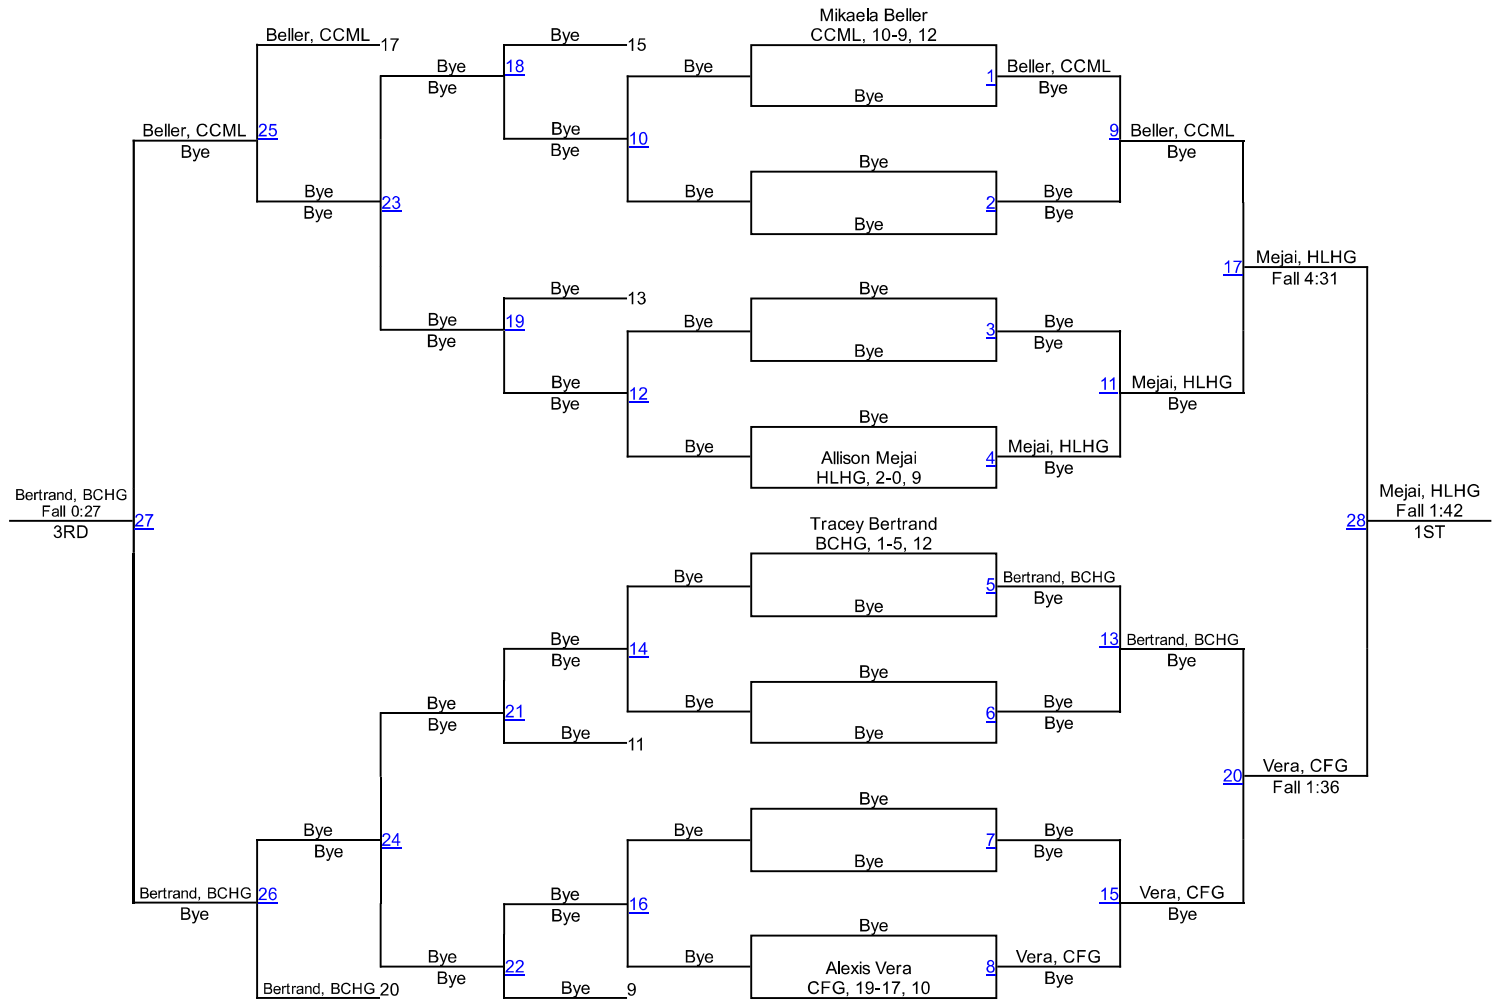 Mikaela Beller
CCML, 10-9, 12
Beller, CCML 17
Bye 15
Bye
Bye
18
Bye
1
Bye
Beller, CCML
Bye
Beller, CCML
Bye
25
Bye
Bye
10
9
Beller, CCML
Bye
Bye
Bye
Bye
23
Bye
Bye
2
Bye
Bye
Bye
17
Mejai, HLHG
Fall 4:31
Bye 13
Bye
Bye
19
Bye
3
Bye
Bye
Bye
Bye
Bye
12
11
Mejai, HLHG
Bye
Bye
Bye
Allison Mejai
HLHG, 2-0, 9
4
Mejai, HLHG
Bye
Bertrand, BCHG
Fall 0:27
3RD
27
Mejai, HLHG
Fall 1:42
1ST
28
Tracey Bertrand
BCHG, 1-5, 12
Bye
5
Bye
Bertrand, BCHG
Bye
Bye
Bye
14
13
Bertrand, BCHG
Bye
Bye
Bye
Bye
21
Bye
6
Bye
Bye
Bye
Bye 11
20
Vera, CFG
Fall 1:36
Bye
Bye
Bye
24
Bye
7
Bye
Bye
Bye
Bertrand, BCHG
Bye
26
Bye
Bye
16
15
Vera, CFG
Bye
Bye
Bye
Bye
22
Bye
Alexis Vera
CFG, 19-17, 10
8
Vera, CFG
Bye
Bertrand, BCHG 20
Bye 9